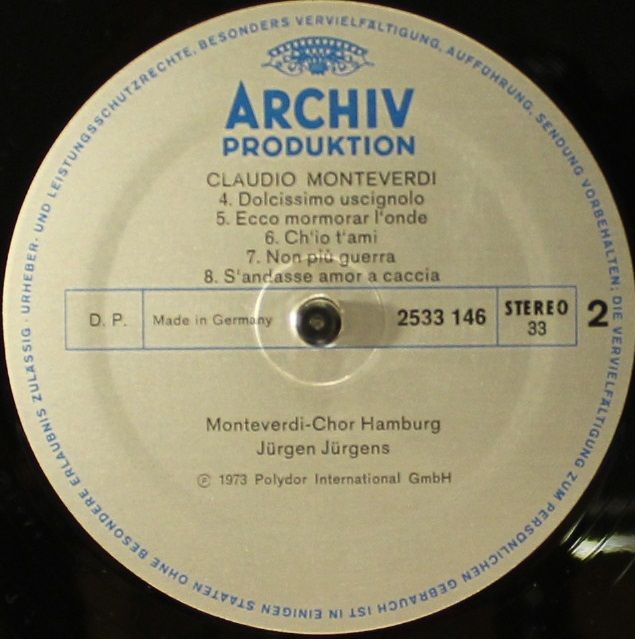 ARCHIV
PRODUKTION
CLAUDIO MONTEVERDI
4. Dolcissimo uscignolo
5. Ecco mormorar l'onde
6. Ch'io t'ami
7. Non più guerra
8. S'andasse amor a caccia
D. P.
Made in Germany
2533 146
STEREO
33
2
Monteverdi-Chor Hamburg
Jürgen Jürgens
℗ 1973 Polydor International GmbH
URHEBER- UND LEISTUNGSSCHUTZRECHTE, BESONDERS VERVIELFÄLTIGUNG, AUFFÜHRUNG, SENDUNG VORBEHALTEN; DIE VERVIELFÄLTIGUNG ZUM PERSÖNLICHEN GEBRAUCH IST IN EINIGEN STAATEN OHNE BESONDERE ERLAUBNIS ZULÄSSIG ·